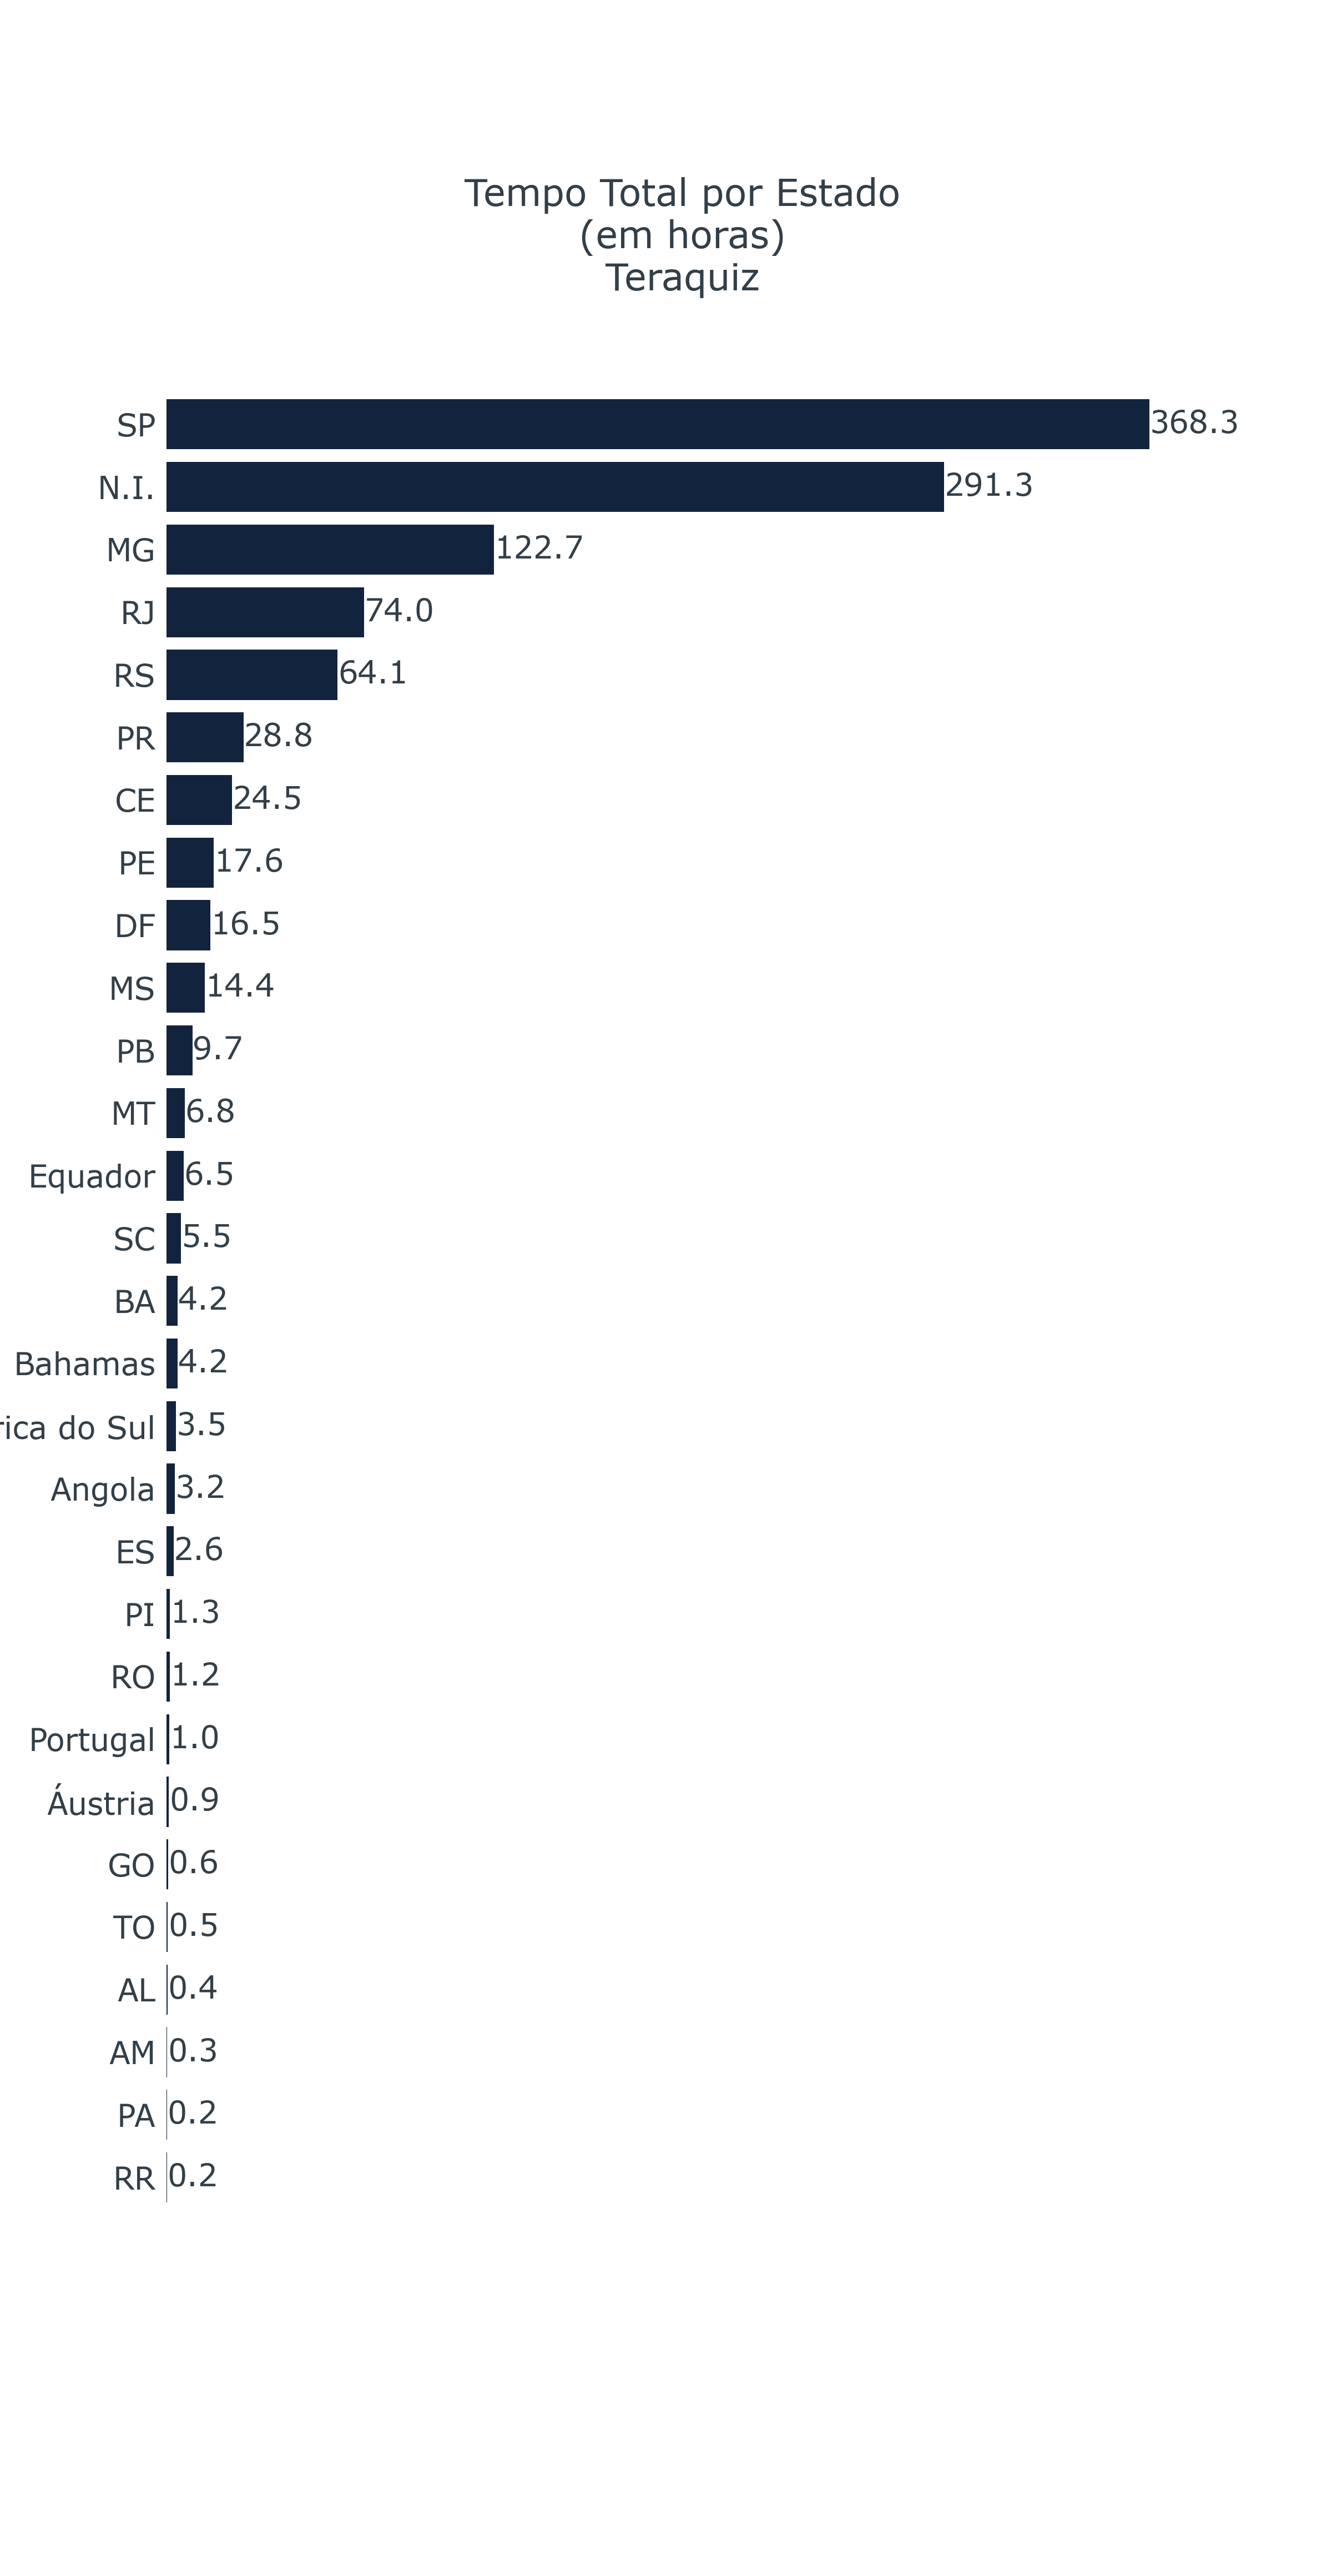 Tempo Total por Estado
(em horas)
Teraquiz
SP 368.3
N.I. 291.3
MG 122.7
RJ 74.0
RS 64.1
PR 28.8
CE 24.5
PE 17.6
DF 16.5
MS 14.4
PB 9.7
MT 6.8
Equador 6.5
SC 5.5
BA 4.2
Bahamas 4.2
rica do Sul 3.5
Angola 3.2
ES 2.6
PI 1.3
RO 1.2
Portugal 1.0
Áustria 0.9
GO 0.6
TO 0.5
AL 0.4
AM 0.3
PA 0.2
RR 0.2